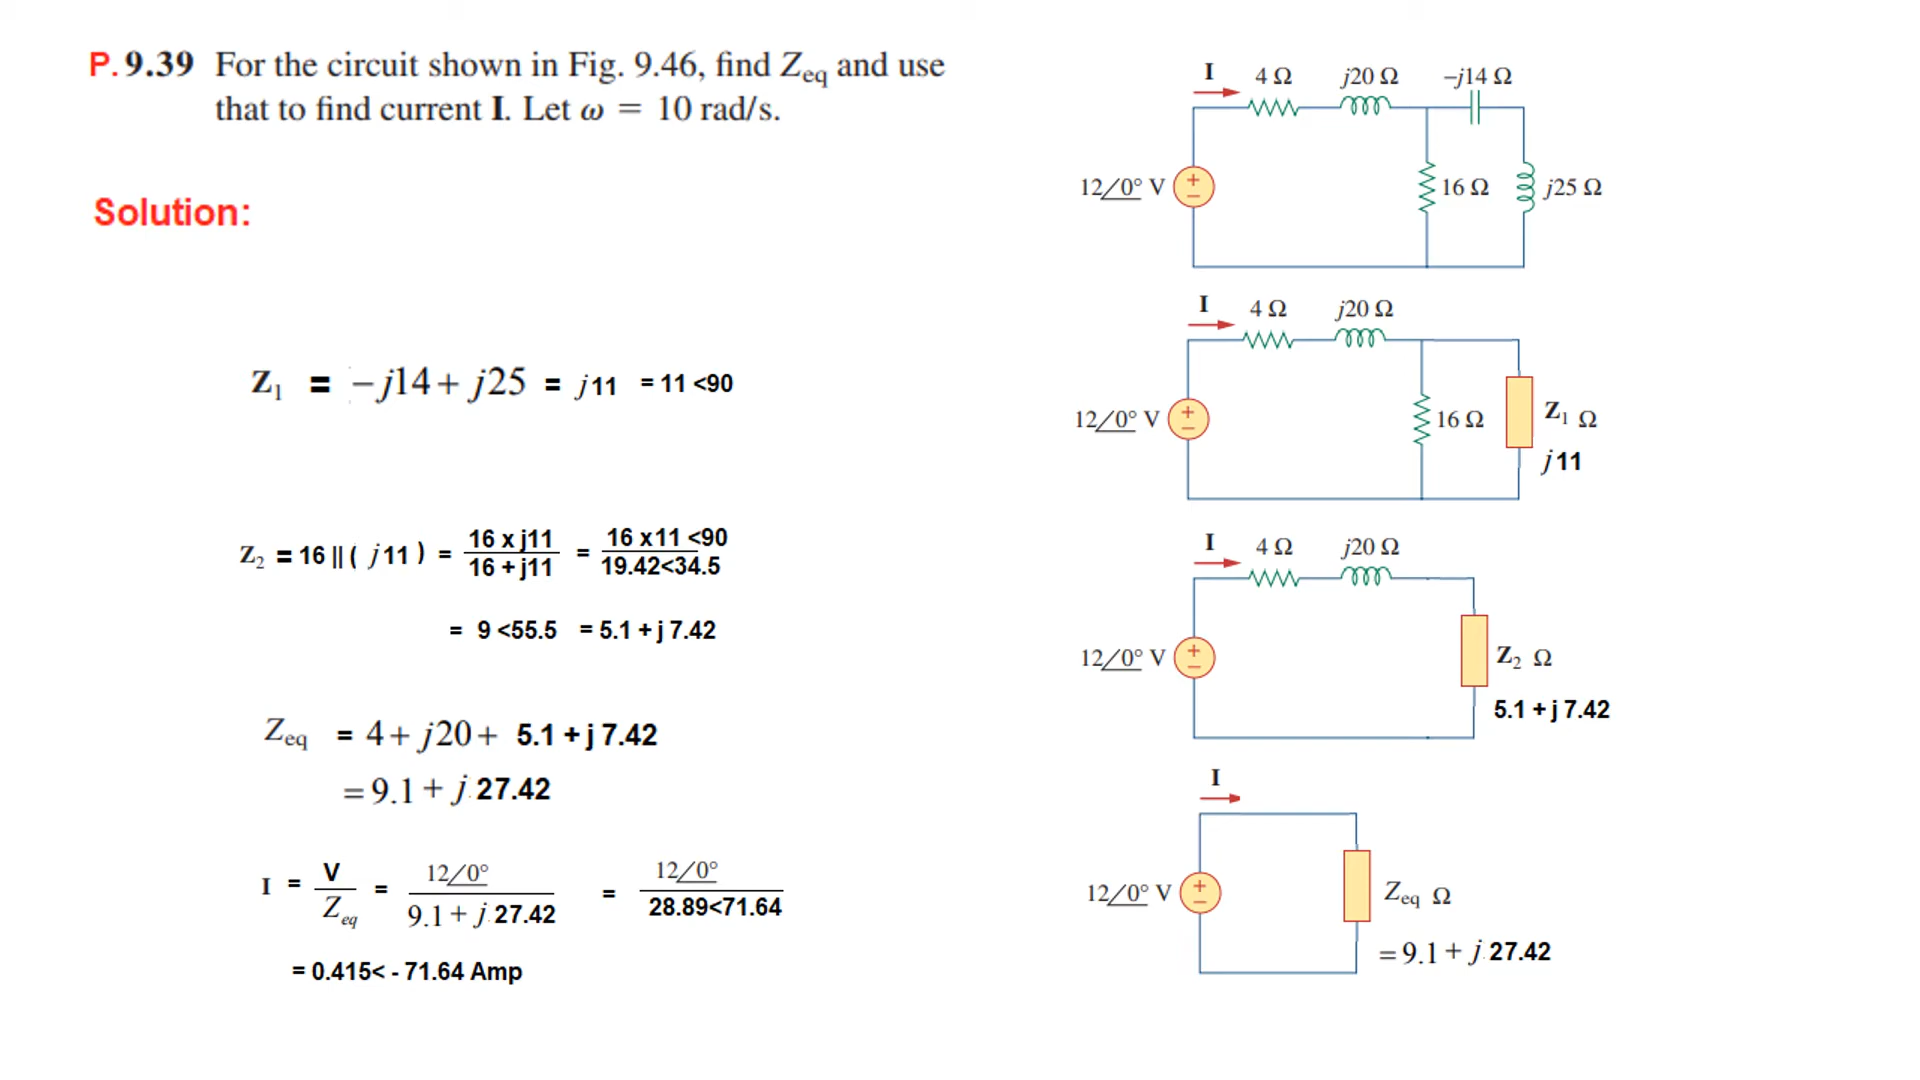 P. 9.39 For the circuit shown in Fig. 9.46, find Zeq and use
that to find current I. Let ω = 10 rad/s.
Solution:
Z₁ = −j14 + j25 = j11 = 11 <90
Z₂ = 16 || ( j11 ) = 16 x j11 / 16 + j11 = 16 x11 <90 / 19.42<34.5
= 9 <55.5 = 5.1 + j 7.42
Zeq = 4 + j20 + 5.1 + j 7.42
= 9.1 + j 27.42
I = V / Zeq = 12∠0° / 9.1 + j 27.42 = 12∠0° / 28.89<71.64
= 0.415< - 71.64 Amp
I 4 Ω j20 Ω −j14 Ω
12∠0° V + − 16 Ω j25 Ω
I 4 Ω j20 Ω
12∠0° V + − 16 Ω Z₁ Ω
j11
I 4 Ω j20 Ω
12∠0° V + − Z₂ Ω
5.1 + j 7.42
I
12∠0° V + − Zeq Ω
= 9.1 + j 27.42